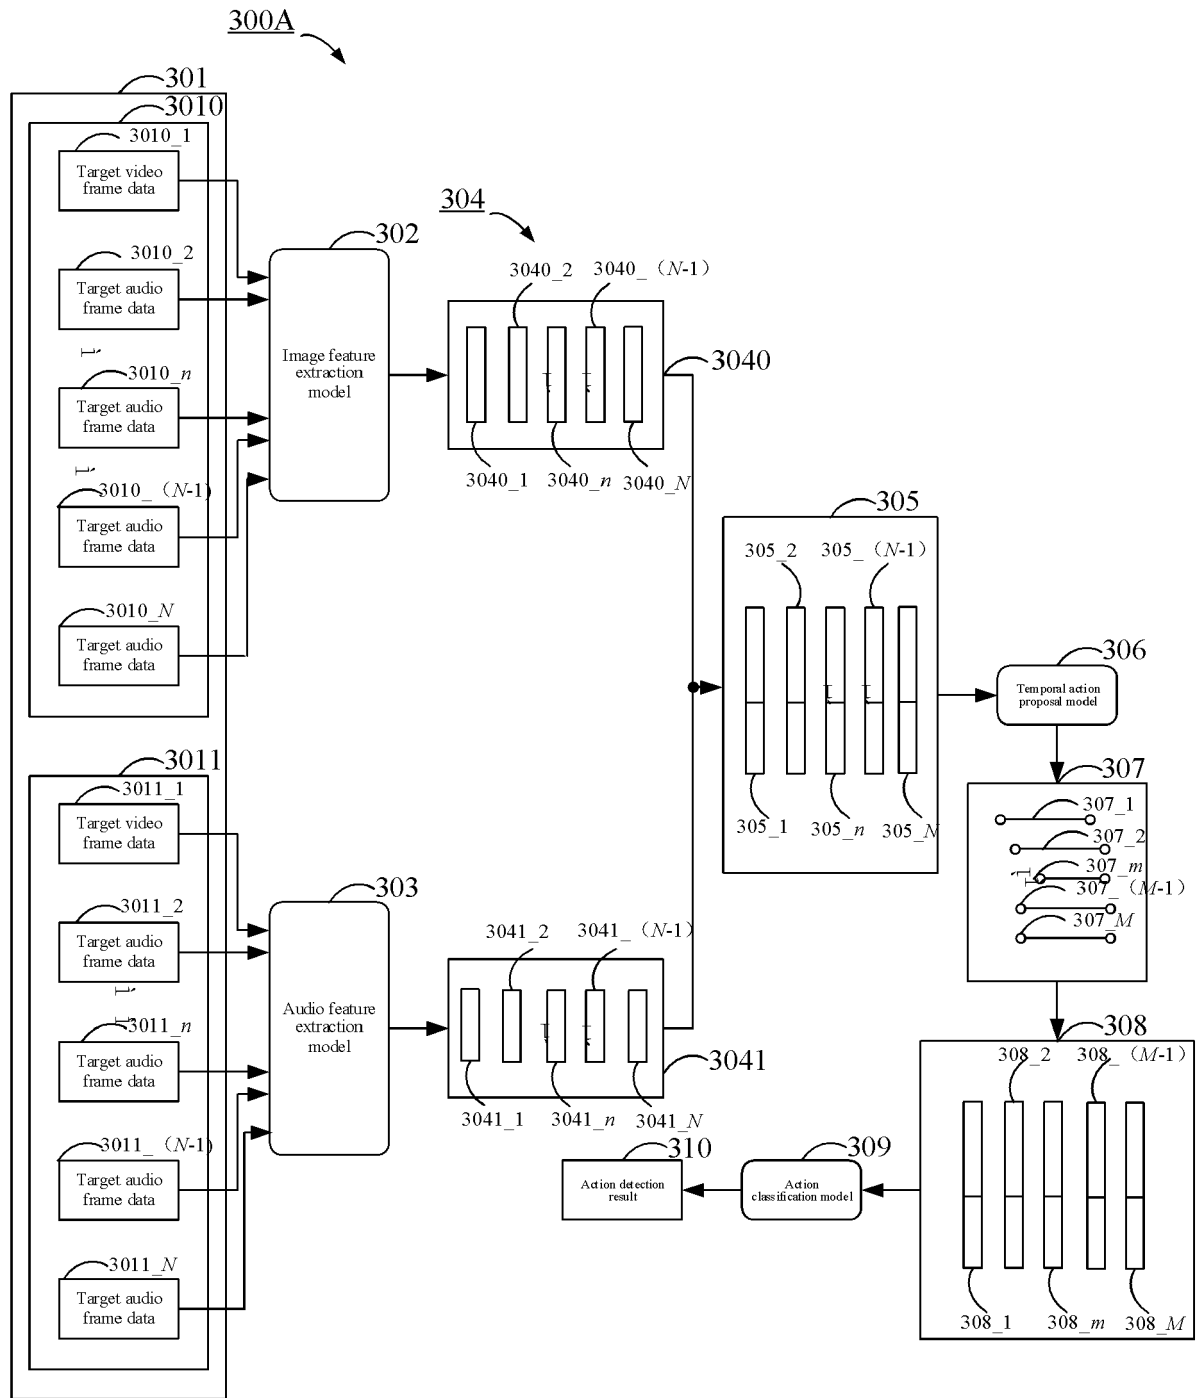 300A
301
3010
3010_1
Target video
frame data
3010_2
Target audio
frame data
3010_n
Target audio
frame data
3010_（N-1)
Target audio
frame data
3010_N
Target audio
frame data
3011
3011_1
Target video
frame data
3011_2
Target audio
frame data
3011_n
Target audio
frame data
3011_（N-1)
Target audio
frame data
3011_N
Target audio
frame data
302
Image feature
extraction
model
303
Audio feature
extraction
model
304
3040_2
3040_（N-1)
3040
3040_1
3040_n
3040_N
3041_2
3041_（N-1)
3041
3041_1
3041_n
3041_N
305
305_2
305_（N-1)
305_1
305_n
305_N
306
Temporal action
proposal model
307
307_1
307_2
307_m
307_（M-1)
307_M
308
308_2
308_（M-1)
308_1
308_m
308_M
309
Action
classification model
310
Action detection
result